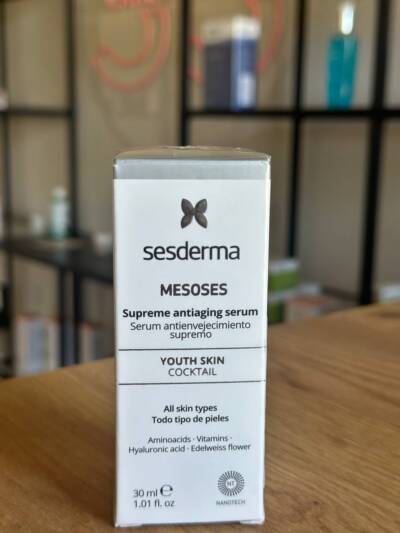 sesderma
MESOSES
Supreme antiaging serum
Serum antienvejecimiento
supremo
YOUTH SKIN
COCKTAIL
All skin types
Todo tipo de pieles
Aminoacids · Vitamins ·
Hyaluronic acid · Edelweiss flower
30 ml ℮
1.01 fl. oz
NT
NANOTECH